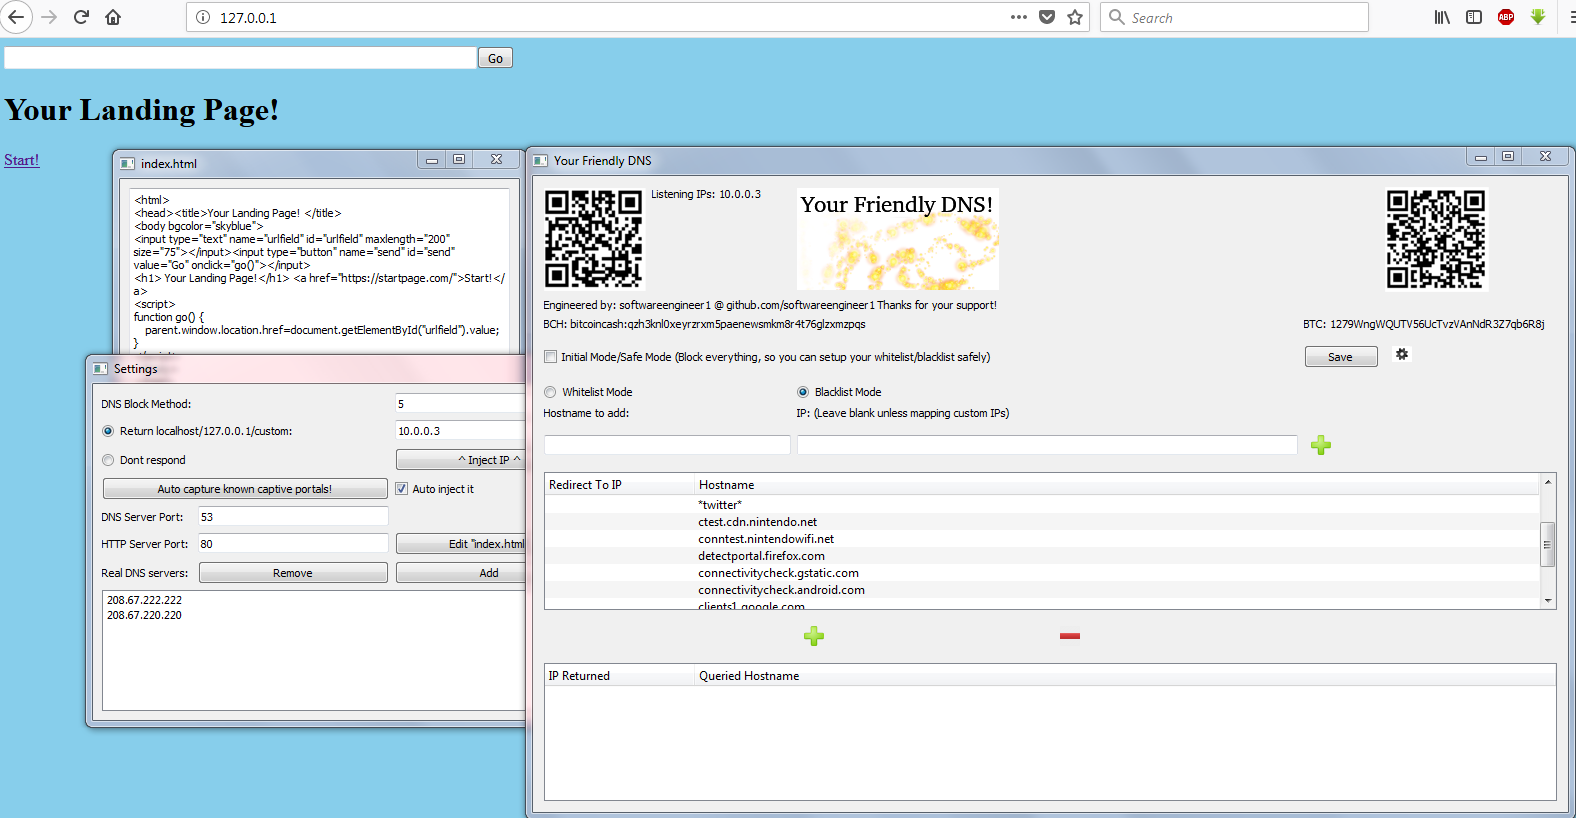 127.0.0.1
Search
ABP
Go
Your Landing Page!
Start!
index.html
<html>
<head><title>Your Landing Page! </title>
<body bgcolor="skyblue">
<input type="text" name="urlfield" id="urlfield" maxlength="200"
size="75"></input><input type="button" name="send" id="send"
value="Go" onclick="go()"></input>
<h1> Your Landing Page!</h1> <a href="https://startpage.com/">Start!</
a>
<script>
function go() {
parent.window.location.href=document.getElementById("urlfield").value;
}
Settings
DNS Block Method:
5
Return localhost/127.0.0.1/custom:
10.0.0.3
Dont respond
^ Inject IP ^
Auto capture known captive portals!
Auto inject it
DNS Server Port:
53
HTTP Server Port:
80
Edit "index.html
Real DNS servers:
Remove
Add
208.67.222.222
208.67.220.220
Your Friendly DNS
Listening IPs: 10.0.0.3
Your Friendly DNS!
Engineered by: softwareengineer1 @ github.com/softwareengineer1 Thanks for your support!
BCH: bitcoincash:qzh3knl0xeyrzrxm5paenewsmkm8r4t76glzxmzpqs
BTC: 1279WngWQUTV56UcTvzVAnNdR3Z7qb6R8j
Initial Mode/Safe Mode (Block everything, so you can setup your whitelist/blacklist safely)
Save
Whitelist Mode
Blacklist Mode
Hostname to add:
IP: (Leave blank unless mapping custom IPs)
Redirect To IP
Hostname
*twitter*
ctest.cdn.nintendo.net
conntest.nintendowifi.net
detectportal.firefox.com
connectivitycheck.gstatic.com
connectivitycheck.android.com
clients1.google.com
IP Returned
Queried Hostname